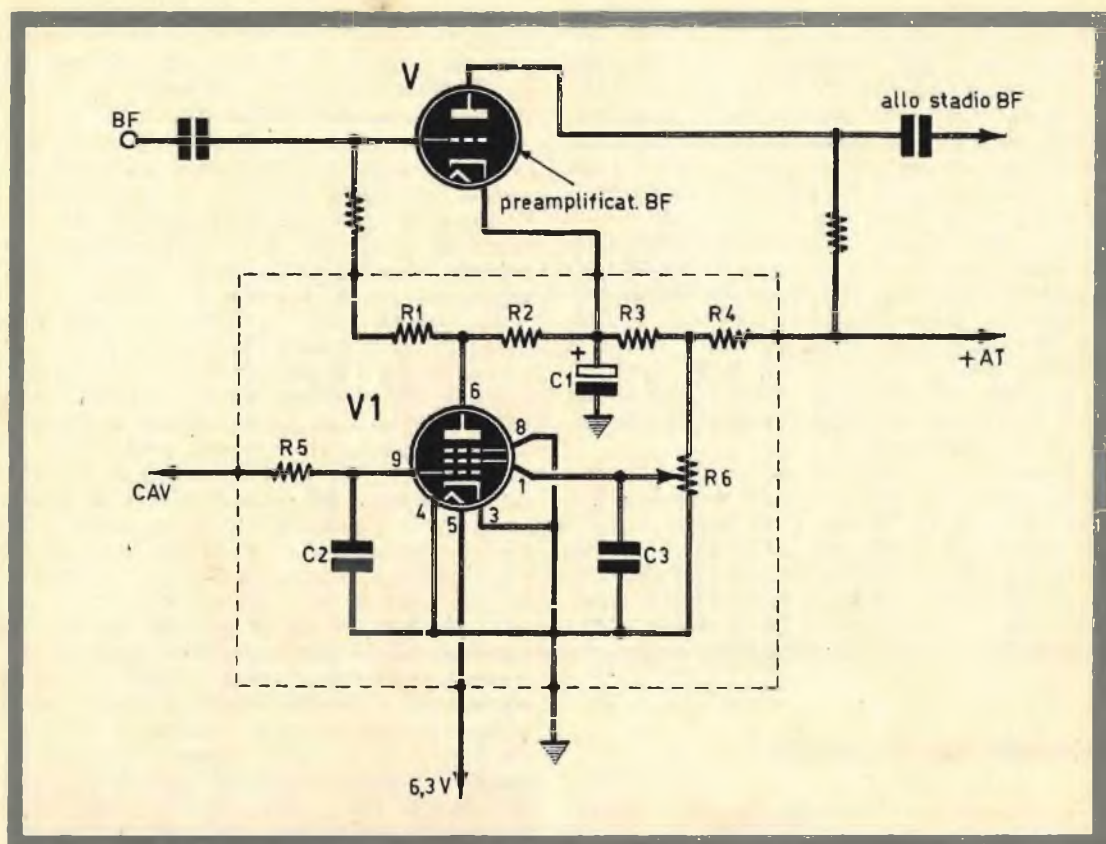 V
BF
allo stadio BF
preamplificat. BF
R1
R2
R3
R4
+
C1
+AT
6
V1
8
R5
9
1
R6
CAV
4
5
3
C2
C3
6,3 V